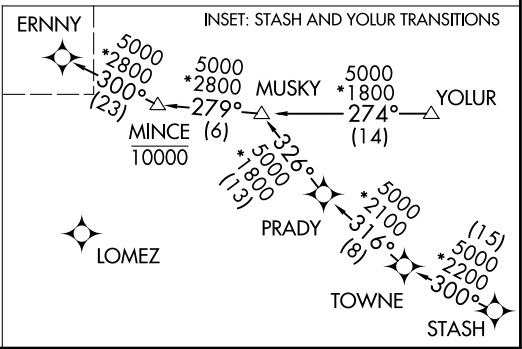 INSET: STASH AND YOLUR TRANSITIONS
ERNNY
5000
*2800
300°
(23)
MINCE
10000
5000
*2800
279°
(6)
MUSKY
5000
*1800
274°
(14)
YOLUR
326°
5000
*1800
(13)
PRADY
LOMEZ
5000
*2100
316°
(8)
TOWNE
(15)
5000
*2200
300°
STASH